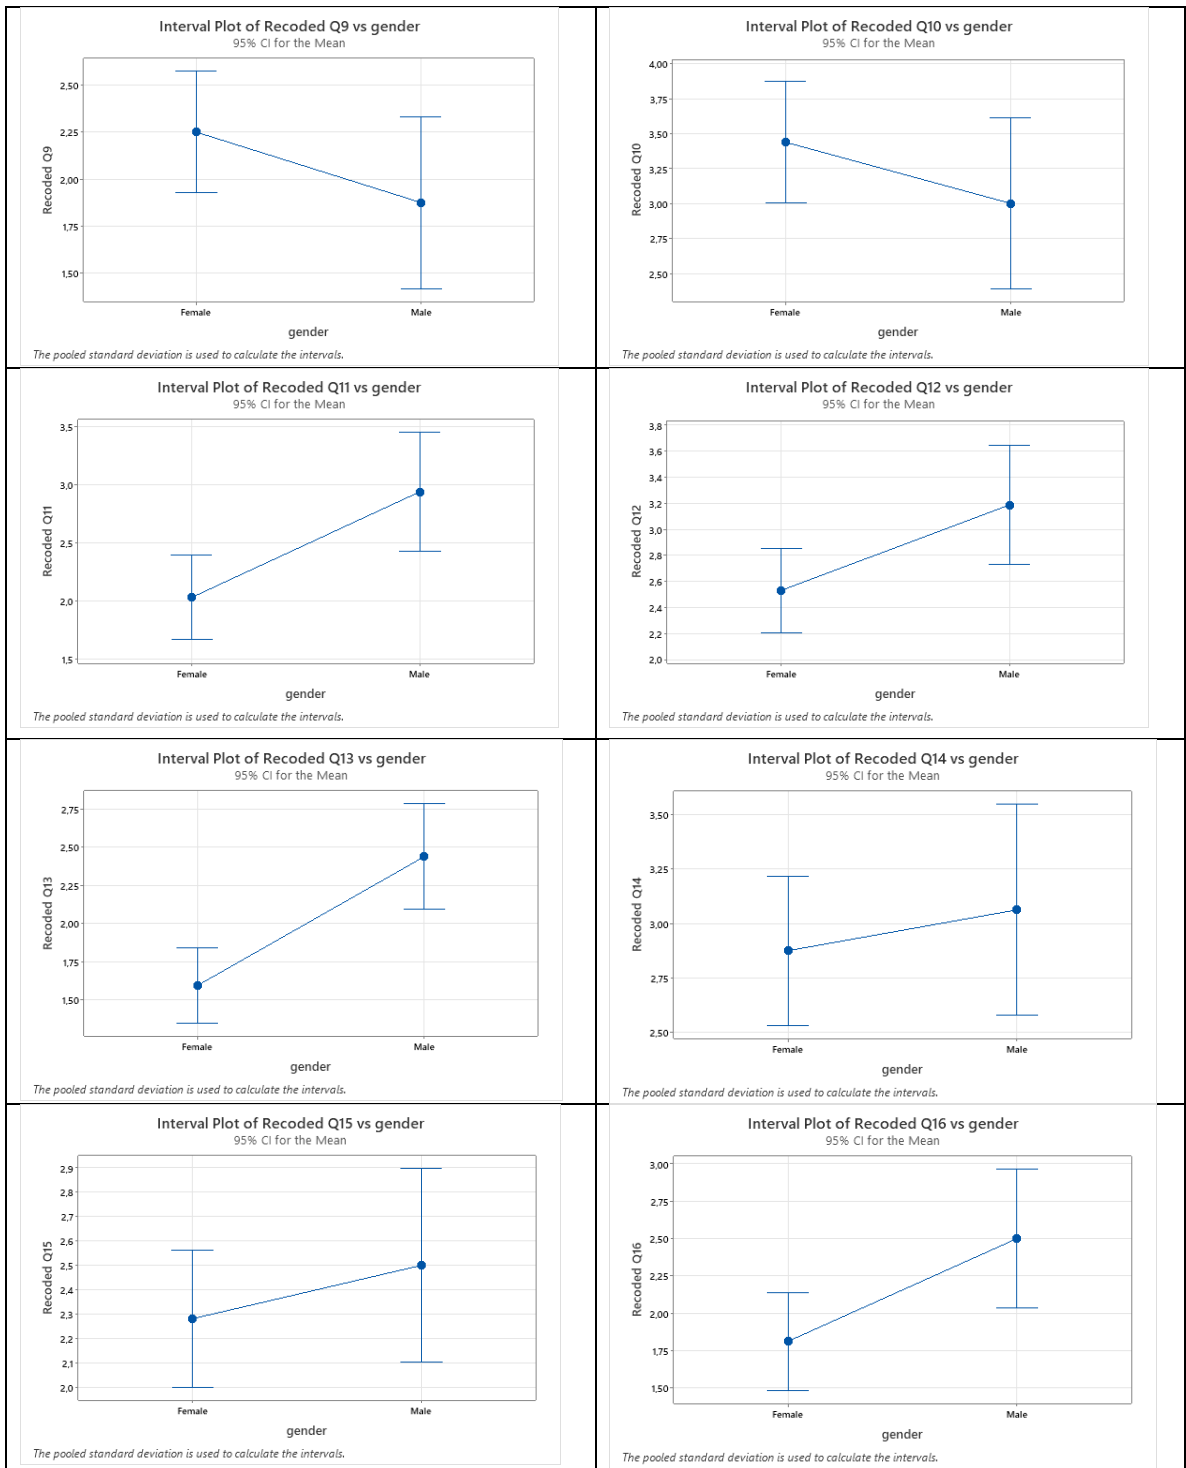 Interval Plot of Recoded Q9 vs gender
95% CI for the Mean
2,50
2,25
2,00
1,75
1,50
Recoded Q9
Female
Male
gender
The pooled standard deviation is used to calculate the intervals.
Interval Plot of Recoded Q10 vs gender
95% CI for the Mean
4,00
3,75
3,50
3,25
3,00
2,75
2,50
Recoded Q10
Female
Male
gender
The pooled standard deviation is used to calculate the intervals.
Interval Plot of Recoded Q11 vs gender
95% CI for the Mean
3,5
3,0
2,5
2,0
1,5
Recoded Q11
Female
Male
gender
The pooled standard deviation is used to calculate the intervals.
Interval Plot of Recoded Q12 vs gender
95% CI for the Mean
3,8
3,6
3,4
3,2
3,0
2,8
2,6
2,4
2,2
2,0
Recoded Q12
Female
Male
gender
The pooled standard deviation is used to calculate the intervals.
Interval Plot of Recoded Q13 vs gender
95% CI for the Mean
2,75
2,50
2,25
2,00
1,75
1,50
Recoded Q13
Female
Male
gender
The pooled standard deviation is used to calculate the intervals.
Interval Plot of Recoded Q14 vs gender
95% CI for the Mean
3,50
3,25
3,00
2,75
2,50
Recoded Q14
Female
Male
gender
The pooled standard deviation is used to calculate the intervals.
Interval Plot of Recoded Q15 vs gender
95% CI for the Mean
2,9
2,8
2,7
2,6
2,5
2,4
2,3
2,2
2,1
2,0
Recoded Q15
Female
Male
gender
The pooled standard deviation is used to calculate the intervals.
Interval Plot of Recoded Q16 vs gender
95% CI for the Mean
3,00
2,75
2,50
2,25
2,00
1,75
1,50
Recoded Q16
Female
Male
gender
The pooled standard deviation is used to calculate the intervals.